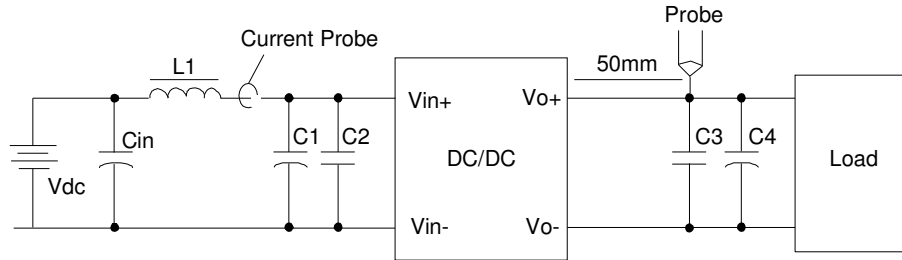 Probe
Current Probe
50mm
L1
Vin+
Vo+
Cin
C1
C2
C3
C4
DC/DC
Load
Vdc
Vin-
Vo-